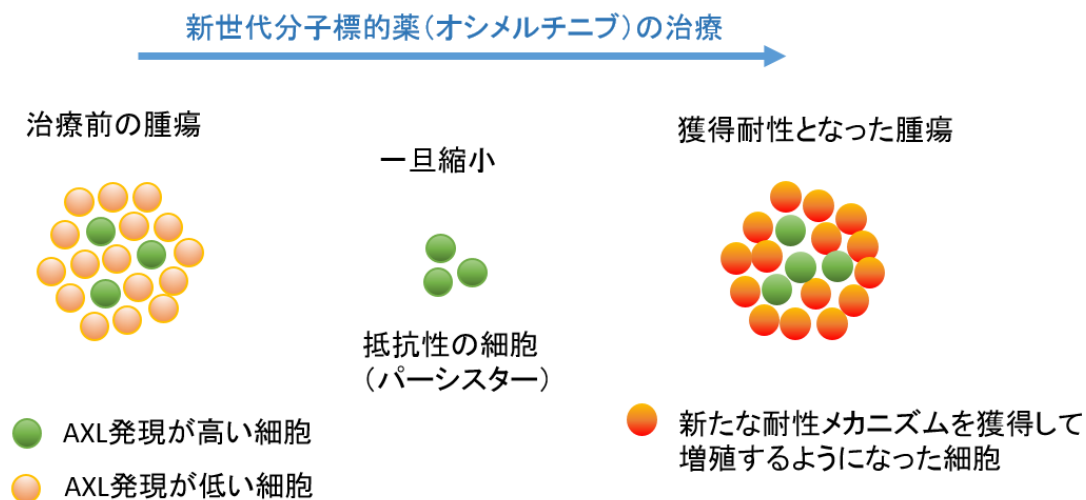 新世代分子標的薬(オシメルチニブ)の治療
治療前の腫瘍
一旦縮小
獲得耐性となった腫瘍
抵抗性の細胞
(パーシスター)
AXL発現が高い細胞
AXL発現が低い細胞
新たな耐性メカニズムを獲得して
増殖するようになった細胞